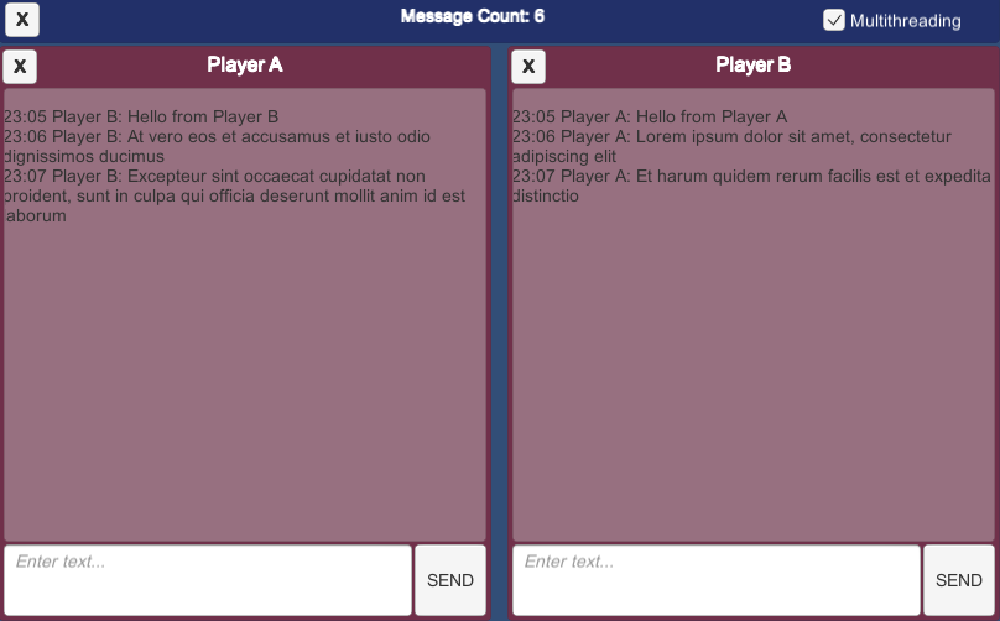 X
Message Count: 6
Multithreading
X
Player A
23:05 Player B: Hello from Player B
23:06 Player B: At vero eos et accusamus et iusto odio
dignissimos ducimus
23:07 Player B: Excepteur sint occaecat cupidatat non
proident, sunt in culpa qui officia deserunt mollit anim id est
laborum
Enter text...
SEND
X
Player B
23:05 Player A: Hello from Player A
23:06 Player A: Lorem ipsum dolor sit amet, consectetur
adipiscing elit
23:07 Player A: Et harum quidem rerum facilis est et expedita
distinctio
Enter text...
SEND